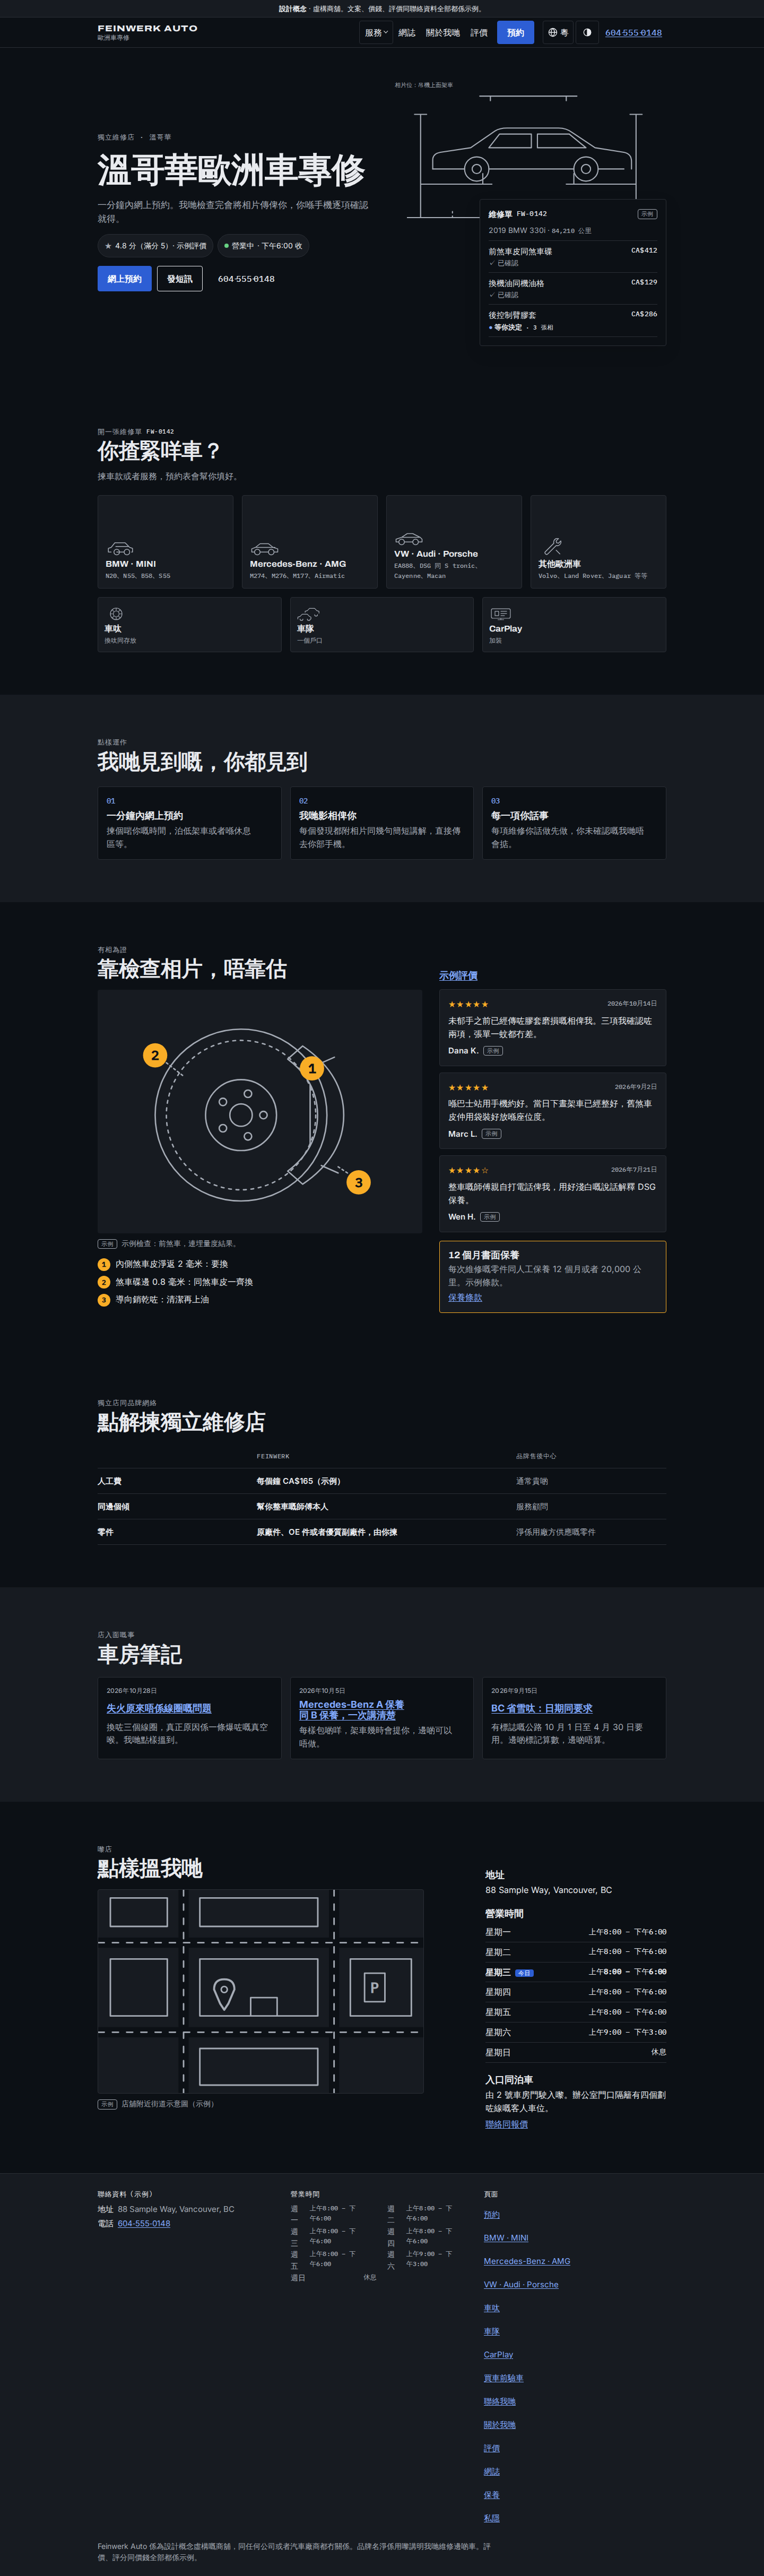 設計概念 · 虛構商舖。文案、價錢、評價同聯絡資料全部都係示例。
FEINWERK AUTO
歐洲車專修
服務 網誌 關於我哋 評價 預約 粵 604-555-0148
相片位：吊機上面架車
獨立維修店 · 溫哥華
溫哥華歐洲車專修
一分鐘內網上預約。我哋檢查完會將相片傳俾你，你喺手機逐項確認
就得。
★ 4.8 分（滿分 5）· 示例評價
營業中 · 下午6:00 收
網上預約 發短訊 604-555-0148
維修單 FW-0142 示例
2019 BMW 330i · 84,210 公里
前煞車皮同煞車碟 CA$412
✓ 已確認
換機油同機油格 CA$129
✓ 已確認
後控制臂膠套 CA$286
等你決定 · 3 張相
開一張維修單 FW-0142
你揸緊咩車？
揀車款或者服務，預約表會幫你填好。
BMW · MINI
N20、N55、B58、S55
Mercedes-Benz · AMG
M274、M276、M177、Airmatic
VW · Audi · Porsche
EA888、DSG 同 S tronic、
Cayenne、Macan
其他歐洲車
Volvo、Land Rover、Jaguar 等等
車呔
換呔同存放
車隊
一個戶口
CarPlay
加裝
點樣運作
我哋見到嘅，你都見到
01
一分鐘內網上預約
揀個啱你嘅時間，泊低架車或者喺休息
區等。
02
我哋影相俾你
每個發現都附相片同幾句簡短講解，直接傳
去你部手機。
03
每一項你話事
每項維修你話做先做，你未確認嘅我哋唔
會掂。
有相為證
靠檢查相片，唔靠估
1
2
3
示例 示例檢查：前煞車，連埋量度結果。
1 內側煞車皮淨返 2 毫米：要換
2 煞車碟邊 0.8 毫米：同煞車皮一齊換
3 導向銷乾咗：清潔再上油
示例評價
★★★★★ 2026年10月14日
未郁手之前已經傳咗膠套磨損嘅相俾我。三項我確認咗
兩項，張單一蚊都冇差。
Dana K. 示例
★★★★★ 2026年9月2日
喺巴士站用手機約好。當日下晝架車已經整好，舊煞車
皮仲用袋裝好放喺座位度。
Marc L. 示例
★★★★☆ 2026年7月21日
整車嘅師傅親自打電話俾我，用好淺白嘅說話解釋 DSG
保養。
Wen H. 示例
12 個月書面保養
每次維修嘅零件同人工保養 12 個月或者 20,000 公
里。示例條款。
保養條款
獨立店同品牌網絡
點解揀獨立維修店
FEINWERK 品牌售後中心
人工費 每個鐘 CA$165（示例） 通常貴啲
同邊個傾 幫你整車嘅師傅本人 服務顧問
零件 原廠件、OE 件或者優質副廠件，由你揀 淨係用廠方供應嘅零件
店入面嘅事
車房筆記
2026年10月28日
失火原來唔係線圈嘅問題
換咗三個線圈，真正原因係一條爆咗嘅真空
喉。我哋點樣搵到。
2026年10月5日
Mercedes-Benz A 保養
同 B 保養，一次講清楚
每樣包啲咩，架車幾時會提你，邊啲可以
唔做。
2026年9月15日
BC 省雪呔：日期同要求
有標誌嘅公路 10 月 1 日至 4 月 30 日要
用。邊啲標記算數，邊啲唔算。
嚟店
點樣搵我哋
P
示例 店舖附近街道示意圖（示例）
地址
88 Sample Way, Vancouver, BC
營業時間
星期一 上午8:00 – 下午6:00
星期二 上午8:00 – 下午6:00
星期三 今日 上午8:00 – 下午6:00
星期四 上午8:00 – 下午6:00
星期五 上午8:00 – 下午6:00
星期六 上午9:00 – 下午3:00
星期日 休息
入口同泊車
由 2 號車房門駛入嚟。辦公室門口隔籬有四個劃
咗線嘅客人車位。
聯絡同報價
聯絡資料（示例）
地址 88 Sample Way, Vancouver, BC
電話 604-555-0148
營業時間
週一 上午8:00 – 下午6:00
週二 上午8:00 – 下午6:00
週三 上午8:00 – 下午6:00
週四 上午8:00 – 下午6:00
週五 上午8:00 – 下午6:00
週六 上午9:00 – 下午3:00
週日 休息
頁面
預約
BMW · MINI
Mercedes-Benz · AMG
VW · Audi · Porsche
車呔
車隊
CarPlay
買車前驗車
聯絡我哋
關於我哋
評價
網誌
保養
私隱
Feinwerk Auto 係為設計概念虛構嘅商舖，同任何公司或者汽車廠商都冇關係。品牌名淨係用嚟講明我哋維修邊啲車。評
價、評分同價錢全部都係示例。